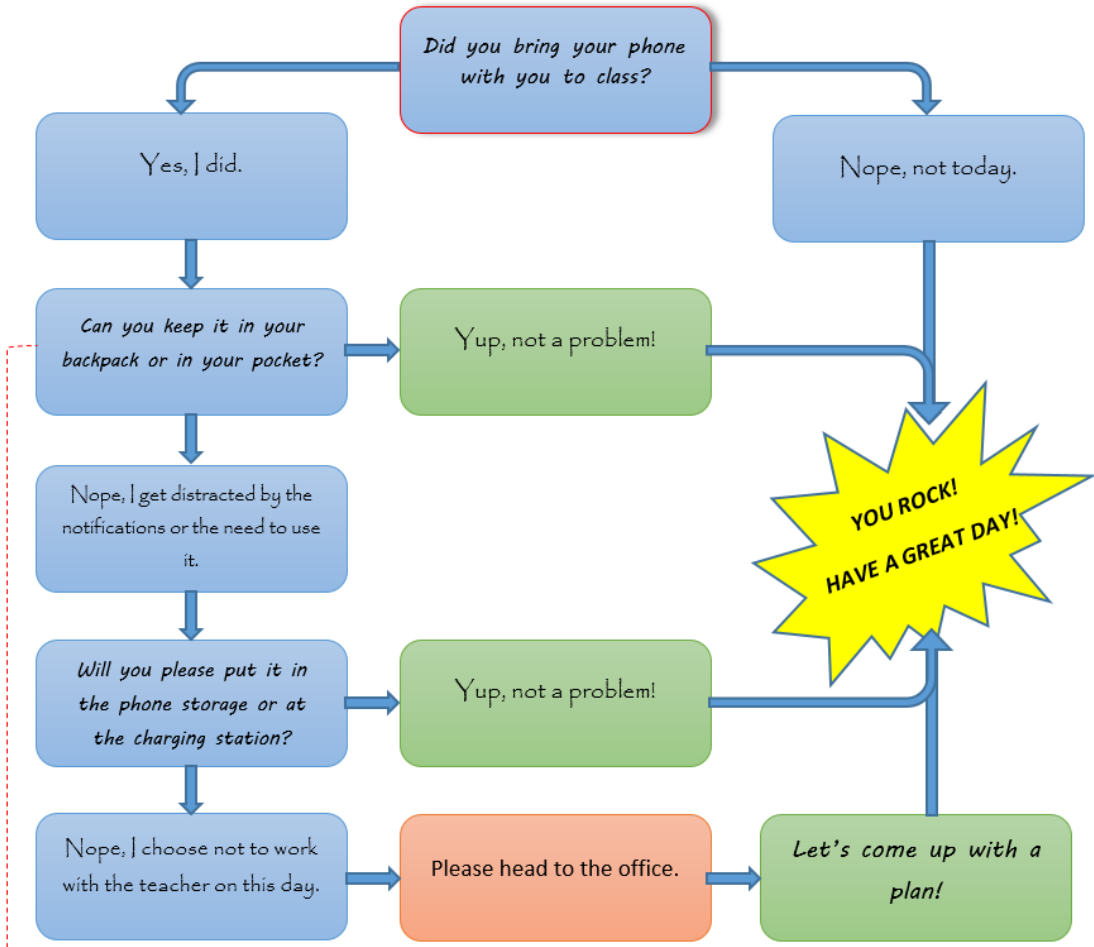 Did you bring your phone
with you to class?
Yes, I did.
Nope, not today.
Can you keep it in your
backpack or in your pocket?
Yup, not a problem!
Nope, I get distracted by the
notifications or the need to use
it.
YOU ROCK!
HAVE A GREAT DAY!
Will you please put it in
the phone storage or at
the charging station?
Yup, not a problem!
Nope, I choose not to work
with the teacher on this day.
Please head to the office.
Let's come up with a
plan!